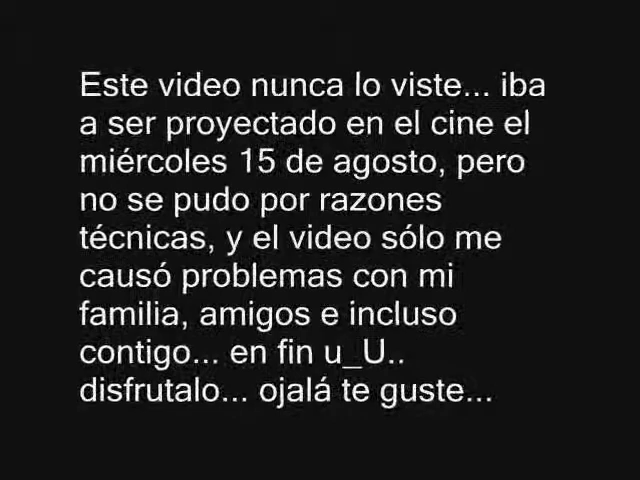 Este video nunca lo viste... iba
a ser proyectado en el cine el
miércoles 15 de agosto, pero
no se pudo por razones
técnicas, y el video sólo me
causó problemas con mi
familia, amigos e incluso
contigo... en fin u_U..
disfrutalo... ojalá te guste...